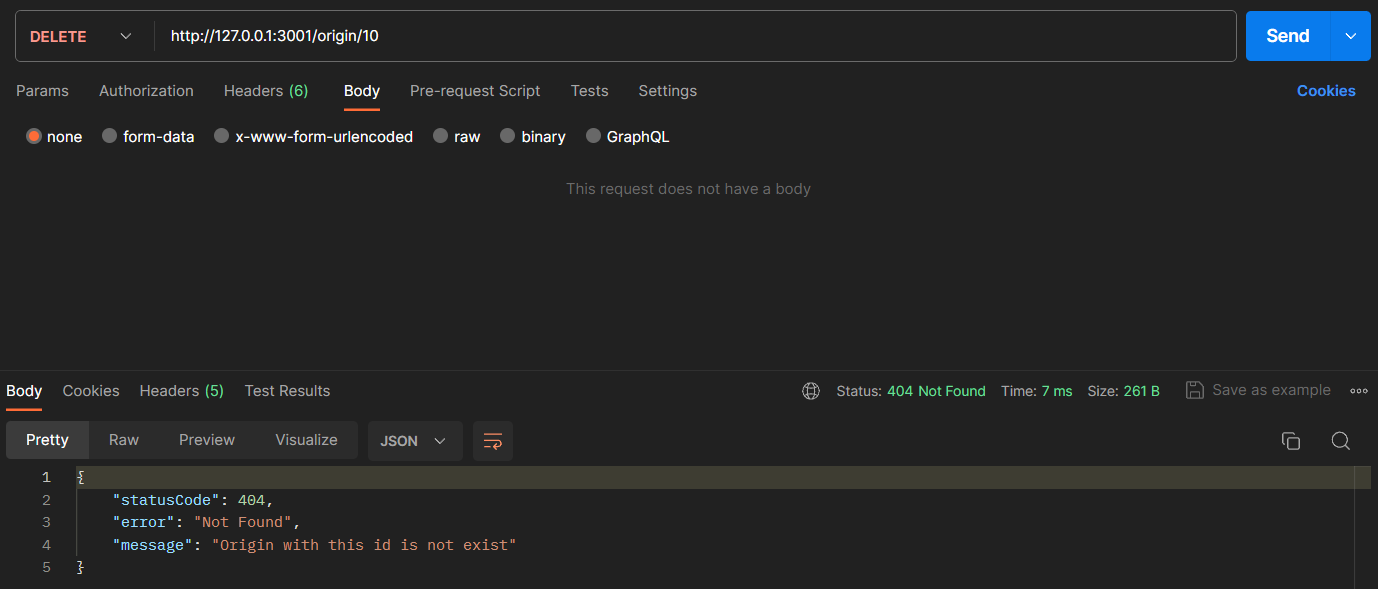 DELETE http://127.0.0.1:3001/origin/10 Send
Params Authorization Headers (6) Body Pre-request Script Tests Settings Cookies
none form-data x-www-form-urlencoded raw binary GraphQL
This request does not have a body
Body Cookies Headers (5) Test Results Status: 404 Not Found Time: 7 ms Size: 261 B Save as example
Pretty Raw Preview Visualize JSON
1 {
2 "statusCode": 404,
3 "error": "Not Found",
4 "message": "Origin with this id is not exist"
5 }